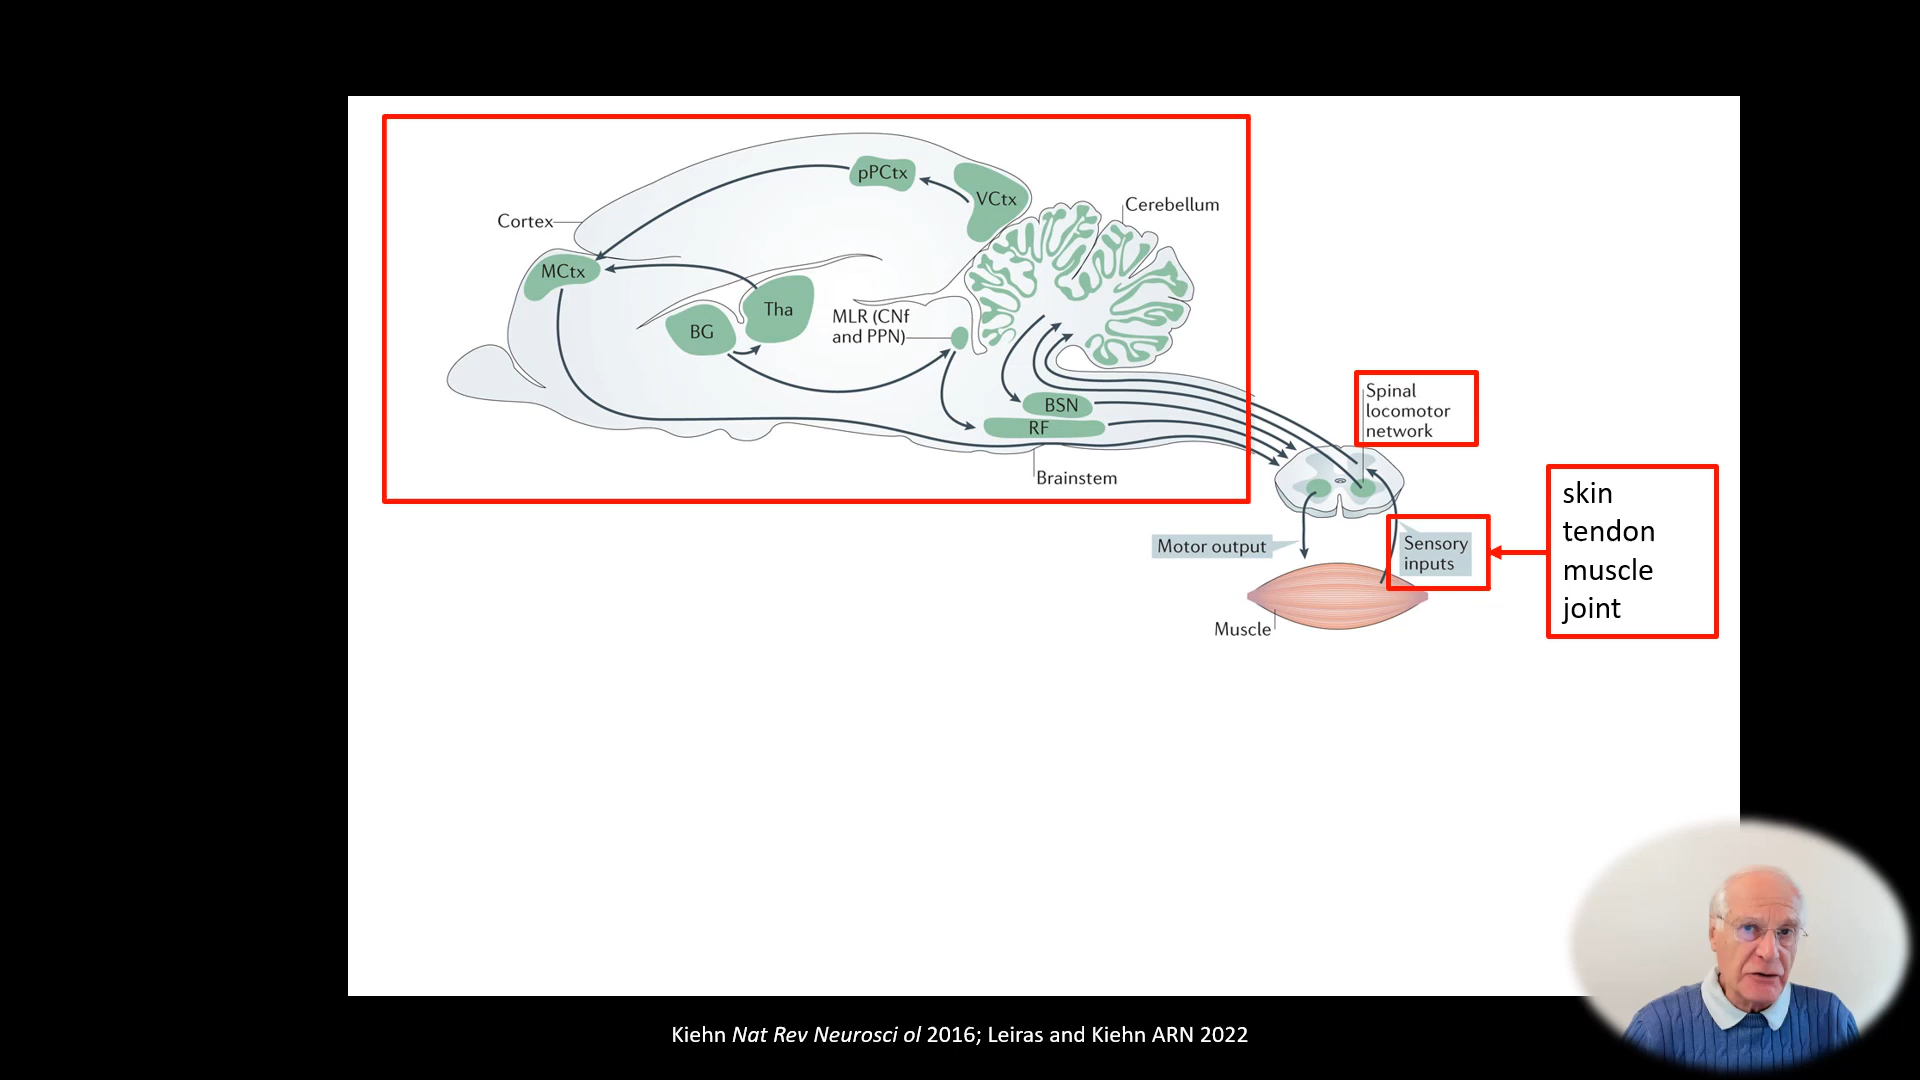 pPCtx
VCtx
Cortex
Cerebellum
MCtx
Tha
BG
MLR (CNf
and PPN)
BSN
RF
Brainstem
Spinal
locomotor
network
Motor output
Sensory
inputs
Muscle
skin
tendon
muscle
joint
Kiehn Nat Rev Neurosci ol 2016; Leiras and Kiehn ARN 2022